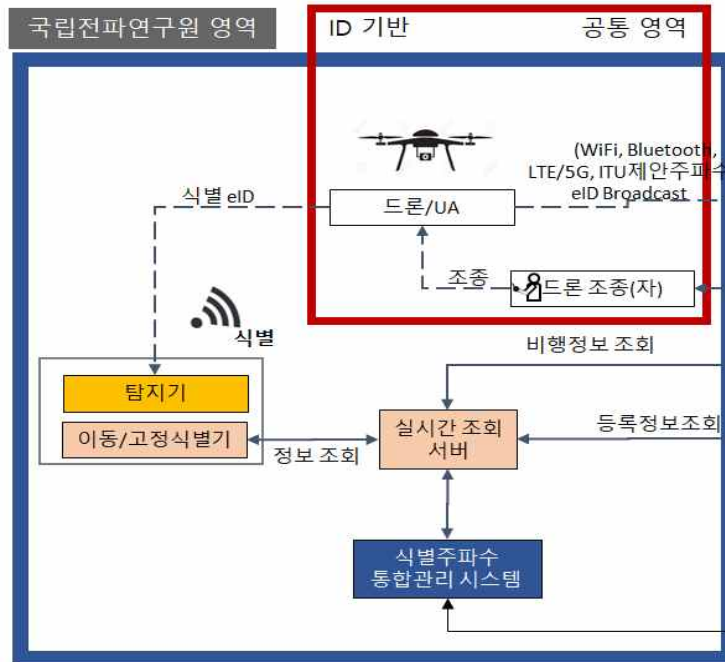 국립전파연구원 영역
ID 기반 공통 영역
(WiFi, Bluetooth,
LTE/5G, ITU제안주파수
eID Broadcast
식별 eID
드론/UA
조종
드론 조종(자)
식별
비행정보 조회
탐지기
이동/고정식별기
정보 조회
실시간 조회
서버
등록정보조회
식별주파수
통합관리 시스템